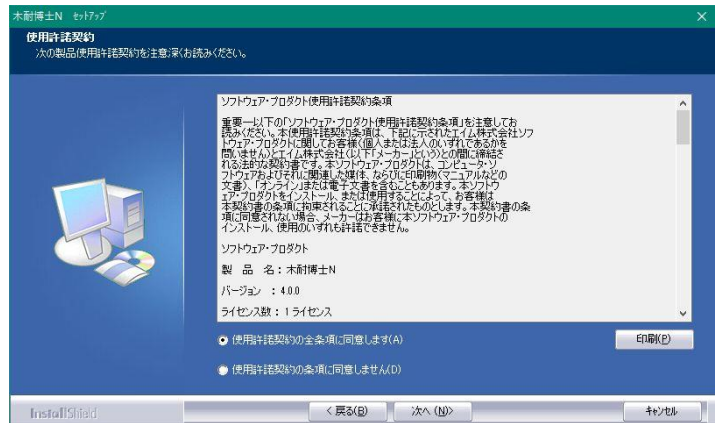 木耐博士N セットアップ
使用許諾契約
次の製品使用許諾契約を注意深くお読みください。
ソフトウェア・プロダクト使用許諾契約条項
重要―以下の「ソフトウェア・プロダクト使用許諾契約条項」を注意してお
読みください。本使用許諾契約条項は、下記に示されたエイム株式会社ソフ
トウェア・プロダクトに関してお客様(個人または法人のいずれであるかを
問いません)とエイム株式会社(以下「メーカー」という)との間に締結さ
れる法的な契約書です。本ソフトウェア・プロダクトは、コンピュータ・ソ
フトウェアおよびそれに関連した媒体、ならびに印刷物(マニュアルなどの
文書)、「オンライン」または電子文書を含むこともあります。本ソフトウ
ェア・プロダクトをインストール、または使用することによって、お客様は
本契約書の条項に拘束されることに承諾されたものとします。本契約書の条
項に同意されない場合、メーカーはお客様に本ソフトウェア・プロダクトの
インストール、使用のいずれも許諾できません。
ソフトウェア・プロダクト
製 品 名:木耐博士N
バージョン :4.0.0
ライセンス数:1ライセンス
使用許諾契約の全条項に同意します(A)
印刷(P)
使用許諾契約の条項に同意しません(D)
InstallShield
< 戻る(B)
次へ (N)>
キャンセル